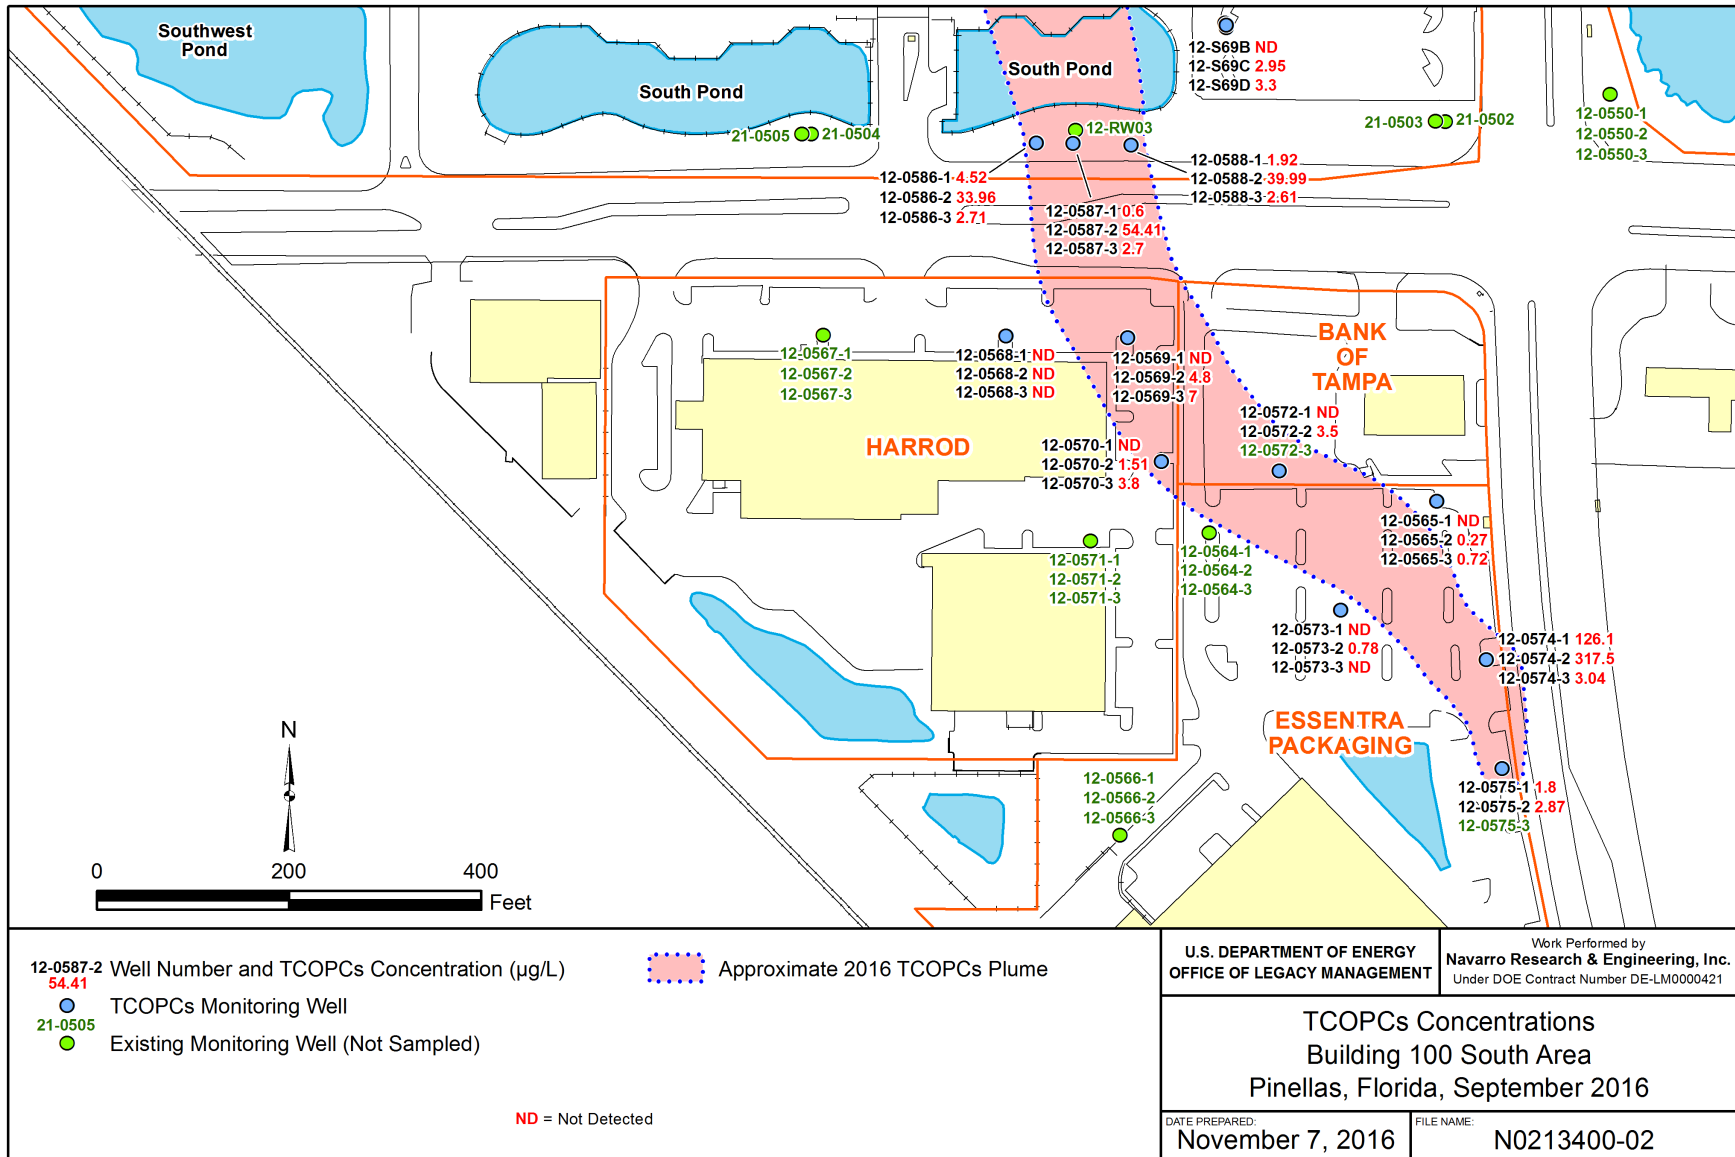 Southwest
Pond
South Pond
South Pond
12-S69B ND
12-S69C 2.95
12-S69D 3.3
12-0550-1
12-0550-2
12-0550-3
21-0505
21-0504
12-RW03
21-0503
21-0502
12-0586-1 4.52
12-0586-2 33.96
12-0586-3 2.71
12-0588-1 1.92
12-0588-2 39.99
12-0588-3 2.61
12-0587-1 0.6
12-0587-2 54.41
12-0587-3 2.7
12-0567-1
12-0567-2
12-0567-3
12-0568-1 ND
12-0568-2 ND
12-0568-3 ND
12-0569-1 ND
12-0569-2 4.8
12-0569-3 7
BANK
OF
TAMPA
12-0572-1 ND
12-0572-2 3.5
12-0572-3
HARROD
12-0570-1 ND
12-0570-2 1.51
12-0570-3 3.8
12-0565-1 ND
12-0565-2 0.27
12-0565-3 0.72
12-0571-1
12-0571-2
12-0571-3
12-0564-1
12-0564-2
12-0564-3
12-0573-1 ND
12-0573-2 0.78
12-0573-3 ND
12-0574-1 126.1
12-0574-2 317.5
12-0574-3 3.04
ESSENTRA
PACKAGING
12-0566-1
12-0566-2
12-0566-3
12-0575-1 1.8
12-0575-2 2.87
12-0575-3
N
0 200 400
Feet
12-0587-2 Well Number and TCOPCs Concentration (µg/L)
54.41
TCOPCs Monitoring Well
21-0505
Existing Monitoring Well (Not Sampled)
Approximate 2016 TCOPCs Plume
ND = Not Detected
U.S. DEPARTMENT OF ENERGY
OFFICE OF LEGACY MANAGEMENT
Work Performed by
Navarro Research & Engineering, Inc.
Under DOE Contract Number DE-LM0000421
TCOPCs Concentrations
Building 100 South Area
Pinellas, Florida, September 2016
DATE PREPARED:
November 7, 2016
FILE NAME:
N0213400-02